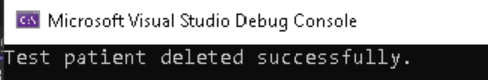 Microsoft Visual Studio Debug Console
Test patient deleted successfully.